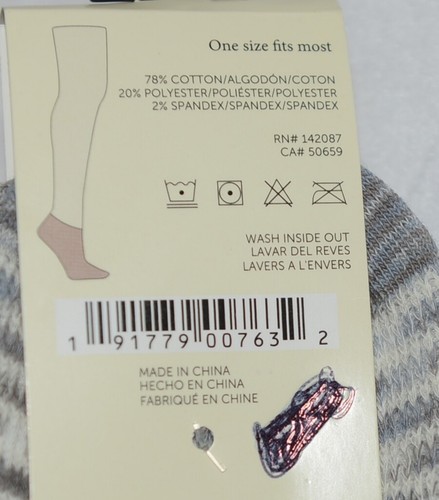 One size fits most
78% COTTON/ALGODÓN/COTON
20% POLYESTER/POLIÉSTER/POLYESTER
2% SPANDEX/SPANDEX/SPANDEX
RN# 142087
CA# 50659
WASH INSIDE OUT
LAVAR DEL REVES
LAVERS A L'ENVERS
1 91779 00763 2
MADE IN CHINA
HECHO EN CHINA
FABRIQUÉ EN CHINE